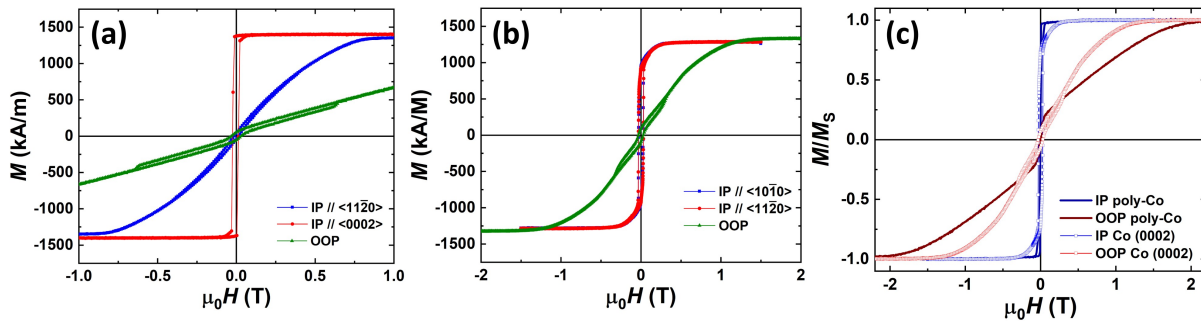 (a)
M (kA/m)
1500
1000
500
0
-500
-1000
-1500
-1.0
-0.5
0.0
0.5
1.0
μ₀H (T)
IP // <112̄0>
IP // <0002>
OOP
(b)
M (kA/M)
1500
1000
500
0
-500
-1000
-1500
-2
-1
0
1
2
μ₀H (T)
IP // <101̄0>
IP // <112̄0>
OOP
(c)
M/MS
1.0
0.5
0.0
-0.5
-1.0
-2
-1
0
1
2
μ₀H (T)
IP poly-Co
OOP poly-Co
IP Co (0002)
OOP Co (0002)